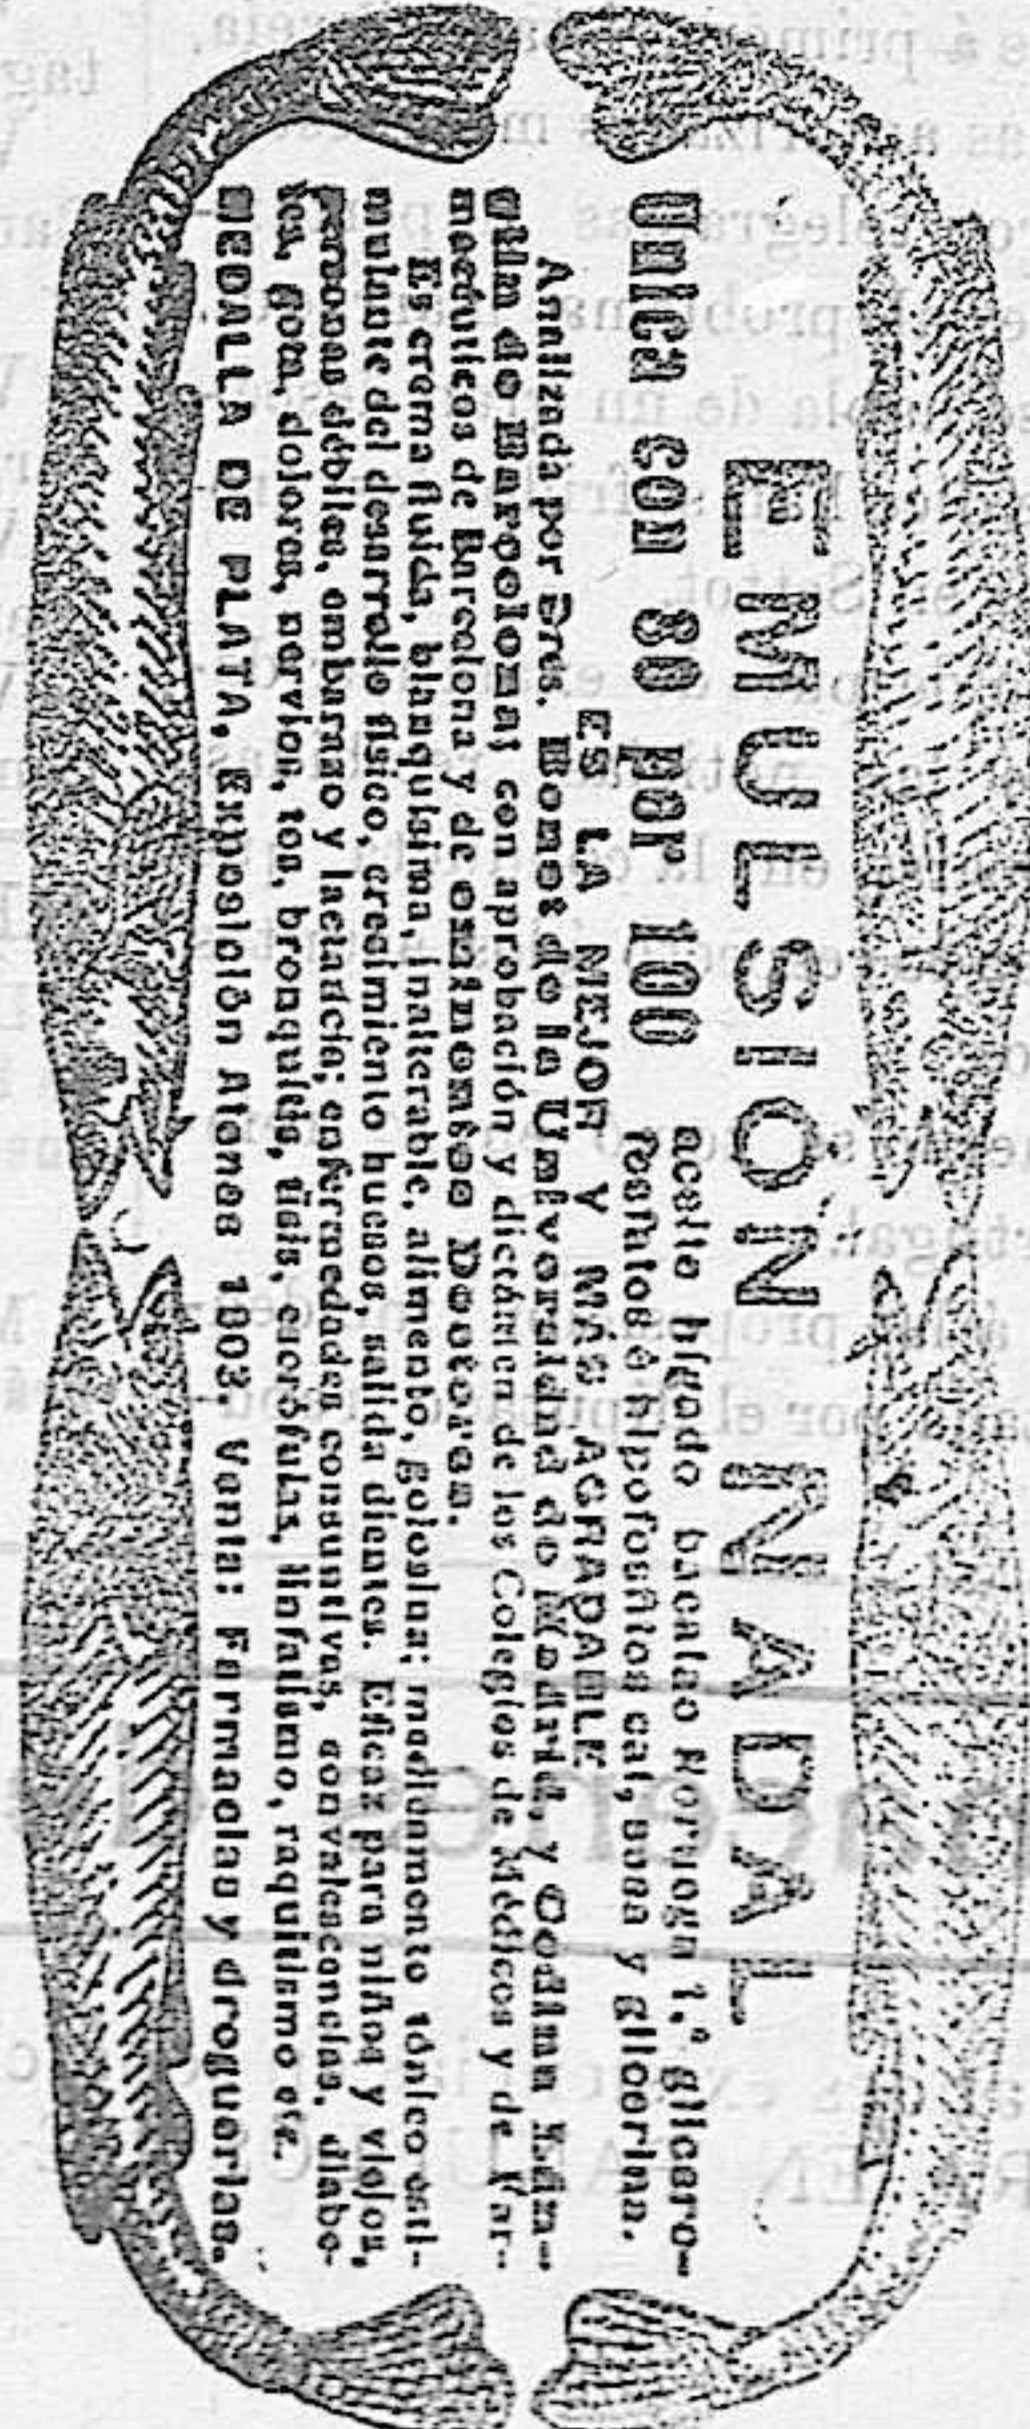 EMULSIÓN NADAL
Unica con 80 por 100 aceite hígado bacalao Noruega 1.ª glicero-
fosfatos é hipofosfitos cal, sosa y glicerina.
ES LA MEJOR Y MÁS AGRADABLE
Analizada por Dres. Bonet de la Universidad de Madrid, y Codina Län-
glin de Barcelona; con aprobación y dictámen de los Colegios de Médicos y de Far-
macéuticos de Barcelona y de eminentes Doctores.
Es crema fluida, blanquísima, inalterable, alimento, golosina; medicamento tónico esti-
mulante del desarrollo físico, crecimiento huesos, salida dientes. Eficaz para niños y viejos,
personas débiles, embarazo y lactancia; enfermedades consuntivas, convalescencias, diabe-
tes, gota, dolores, nervios, tos, bronquitis, tisis, escrófulas, linfatismo, raquitismo etc.
MEDALLA DE PLATA, Exposición Atenas 1903. Venta: Farmacias y droguerías.